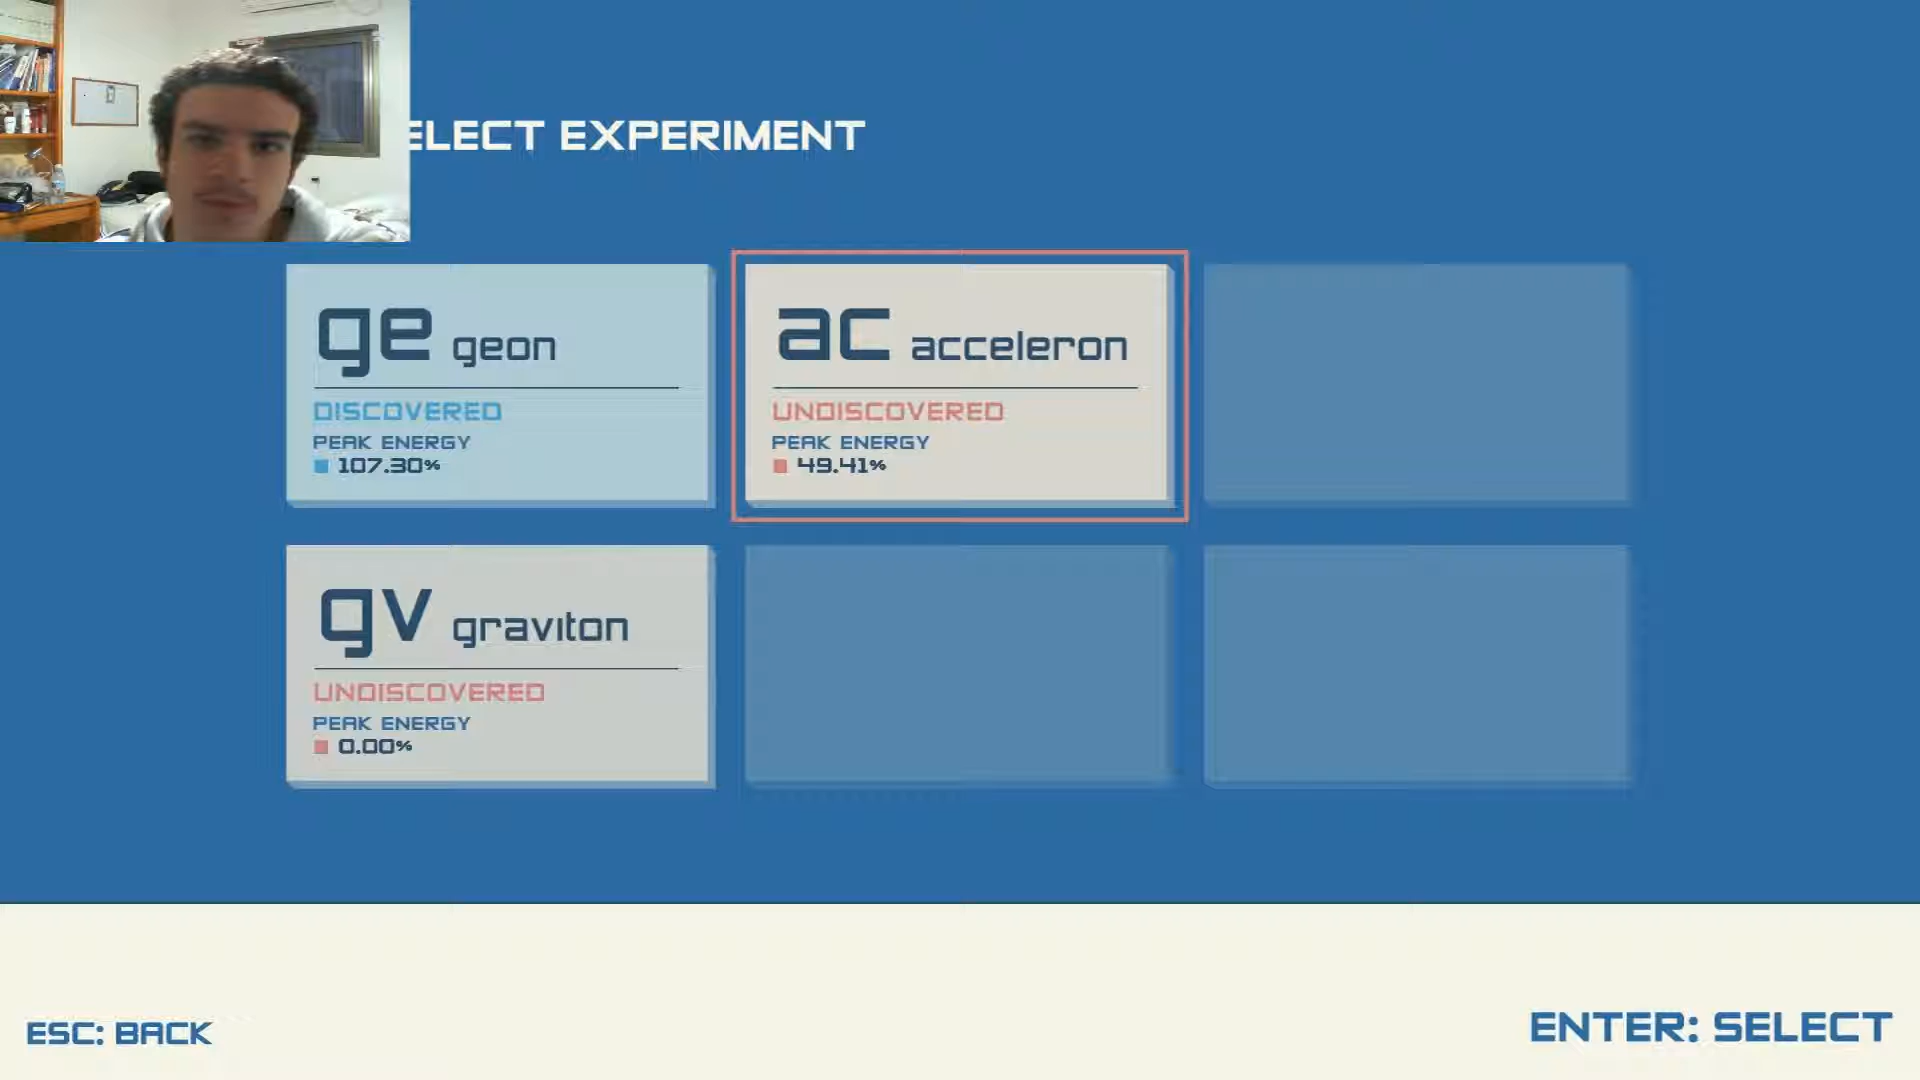 ELECT EXPERIMENT
ge geon
DISCOVERED
PEAK ENERGY
107.30%
ac acceleron
UNDISCOVERED
PEAK ENERGY
49.41%
gv graviton
UNDISCOVERED
PEAK ENERGY
0.00%
ESC: BACK
ENTER: SELECT